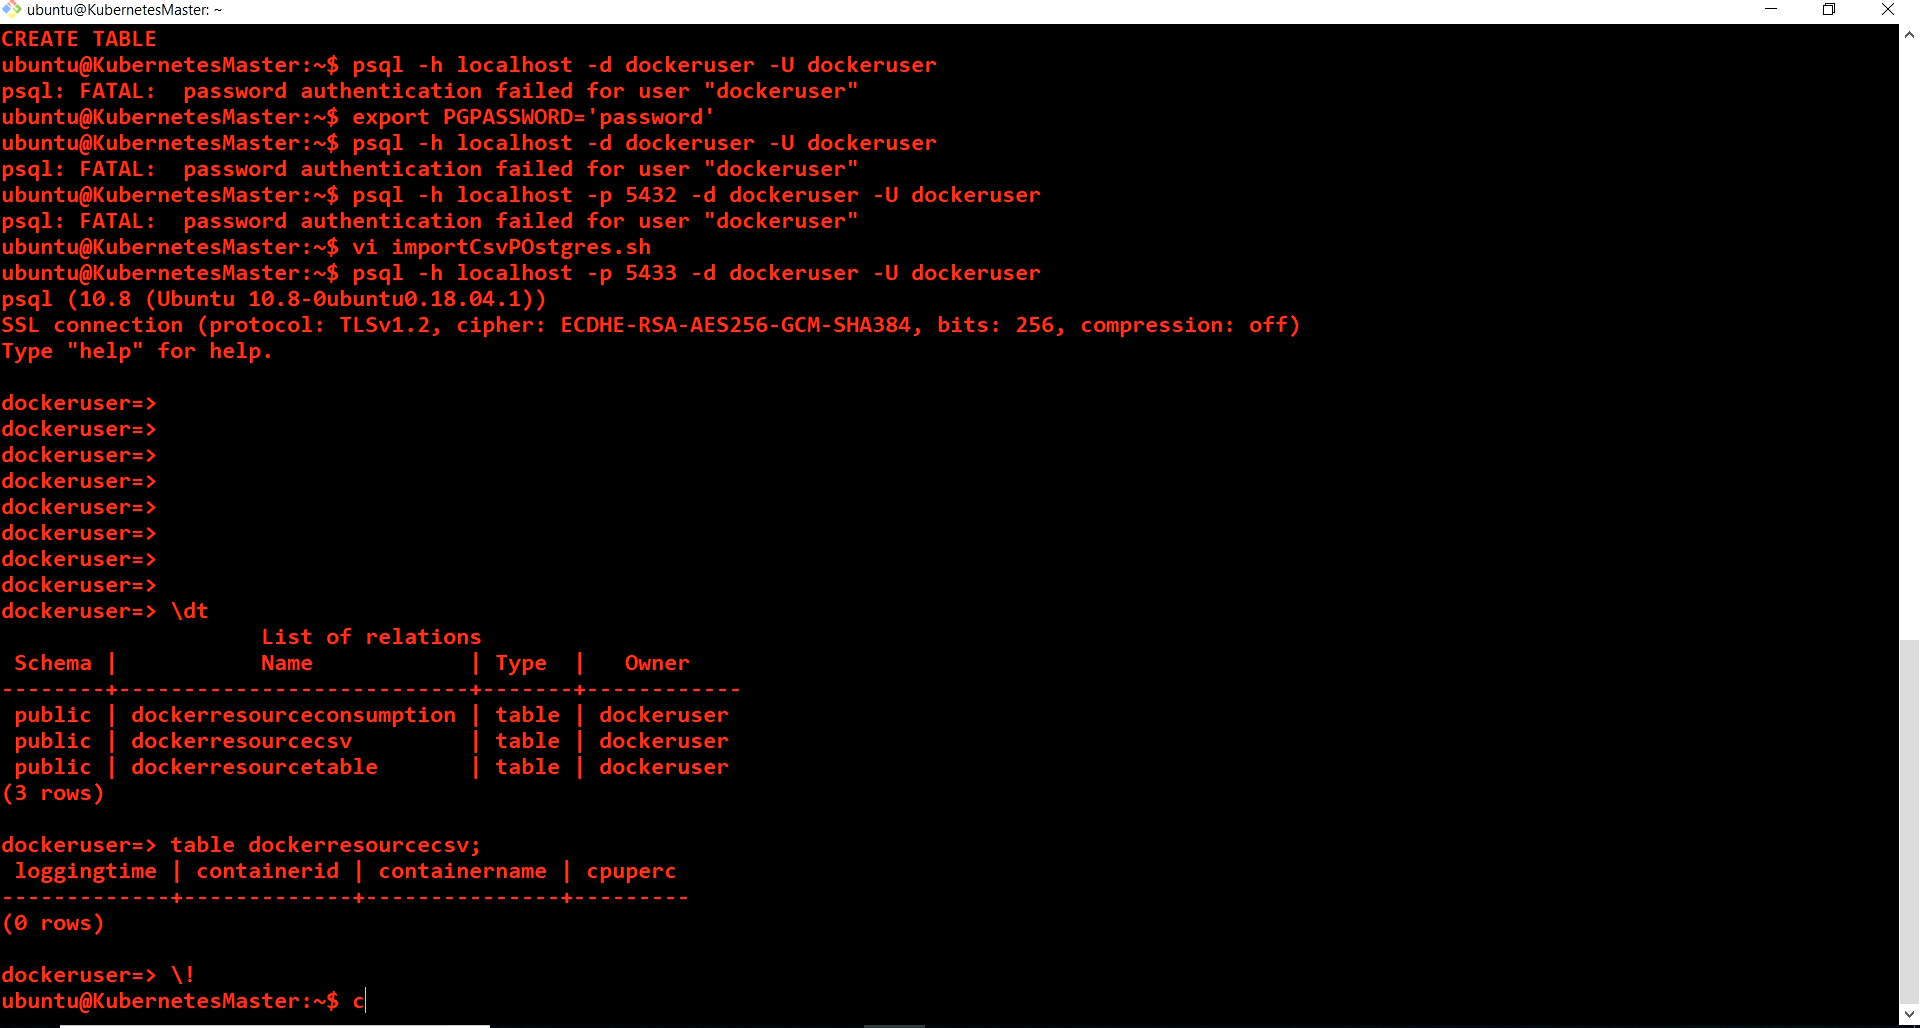 ubuntu@KubernetesMaster: ~
CREATE TABLE
ubuntu@KubernetesMaster:~$ psql -h localhost -d dockeruser -U dockeruser
psql: FATAL:  password authentication failed for user "dockeruser"
ubuntu@KubernetesMaster:~$ export PGPASSWORD='password'
ubuntu@KubernetesMaster:~$ psql -h localhost -d dockeruser -U dockeruser
psql: FATAL:  password authentication failed for user "dockeruser"
ubuntu@KubernetesMaster:~$ psql -h localhost -p 5432 -d dockeruser -U dockeruser
psql: FATAL:  password authentication failed for user "dockeruser"
ubuntu@KubernetesMaster:~$ vi importCsvPOstgres.sh
ubuntu@KubernetesMaster:~$ psql -h localhost -p 5433 -d dockeruser -U dockeruser
psql (10.8 (Ubuntu 10.8-0ubuntu0.18.04.1))
SSL connection (protocol: TLSv1.2, cipher: ECDHE-RSA-AES256-GCM-SHA384, bits: 256, compression: off)
Type "help" for help.
dockeruser=>
dockeruser=>
dockeruser=>
dockeruser=>
dockeruser=>
dockeruser=>
dockeruser=>
dockeruser=>
dockeruser=> \dt
                    List of relations
 Schema |           Name            | Type  |   Owner
--------+---------------------------+-------+------------
 public | dockerresourceconsumption | table | dockeruser
 public | dockerresourcecsv         | table | dockeruser
 public | dockerresourcetable       | table | dockeruser
(3 rows)
dockeruser=> table dockerresourcecsv;
 loggingtime | containerid | containername | cpuperc
-------------+-------------+---------------+---------
(0 rows)
dockeruser=> \!
ubuntu@KubernetesMaster:~$ c